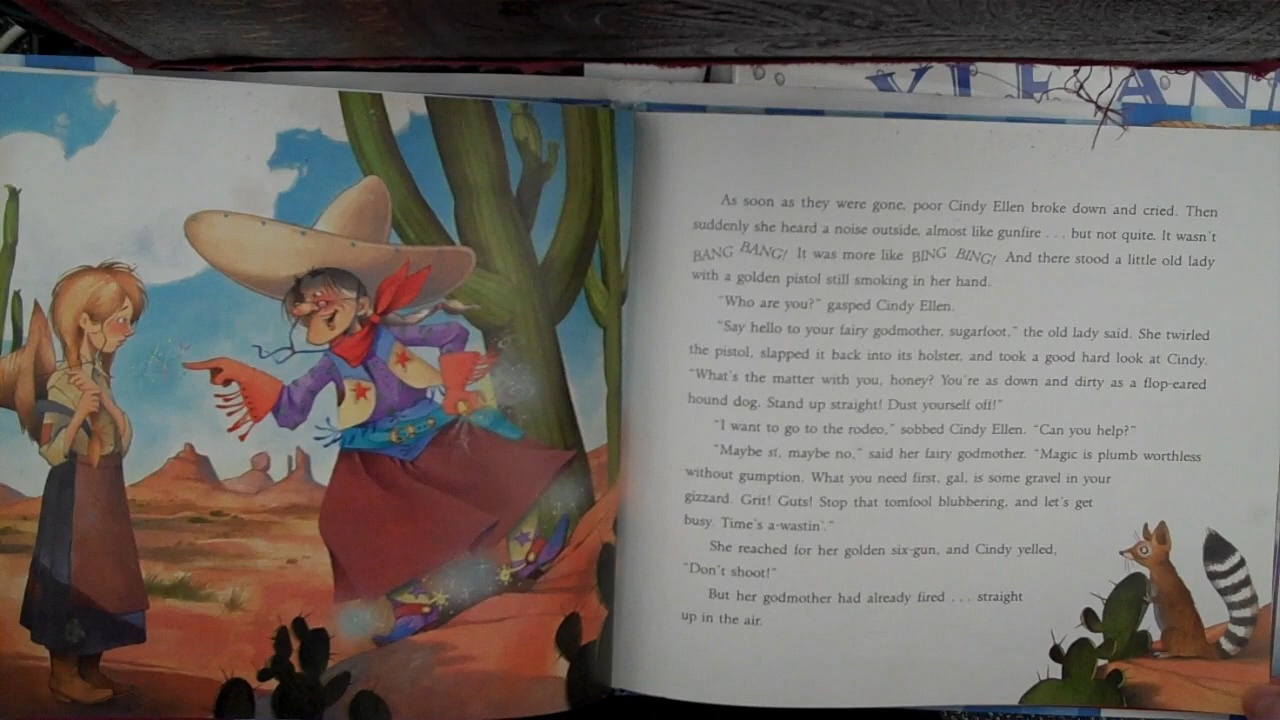 As soon as they were gone, poor Cindy Ellen broke down and cried. Then
suddenly she heard a noise outside, almost like gunfire . . . but not quite. It wasn't
BANG BANG! It was more like BING BING! And there stood a little old lady
with a golden pistol still smoking in her hand.
"Who are you?" gasped Cindy Ellen.
"Say hello to your fairy godmother, sugarfoot," the old lady said. She twirled
the pistol, slapped it back into its holster, and took a good hard look at Cindy.
"What's the matter with you, honey? You're as down and dirty as a flop-eared
hound dog. Stand up straight! Dust yourself off!"
"I want to go to the rodeo," sobbed Cindy Ellen. "Can you help?"
"Maybe sí, maybe no," said her fairy godmother. "Magic is plumb worthless
without gumption. What you need first, gal, is some gravel in your
gizzard. Grit! Guts! Stop that tomfool blubbering, and let's get
busy. Time's a-wastin'."
She reached for her golden six-gun, and Cindy yelled,
"Don't shoot!"
But her godmother had already fired . . . straight
up in the air.